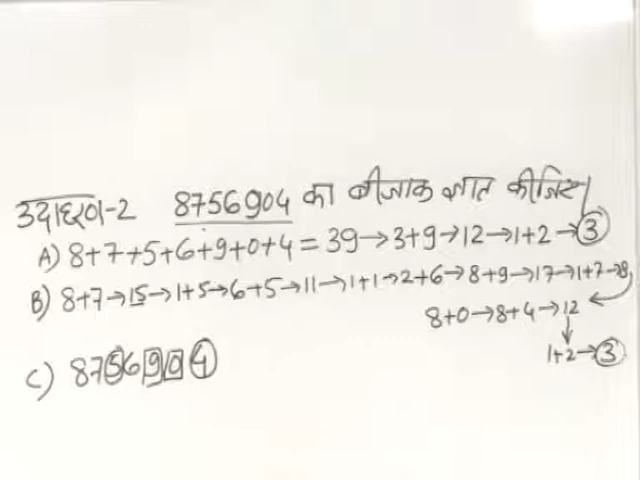 उदाहरण-2 8756904 का बीजांक ज्ञात कीजिए।
A) 8+7+5+6+9+0+4 = 39→3+9→12→1+2→3
B) 8+7→15→1+5→6+5→11→1+1→2+6→8+9→17→1+7→8,
8+0→8+4→12
1+2→3
C) 8756904